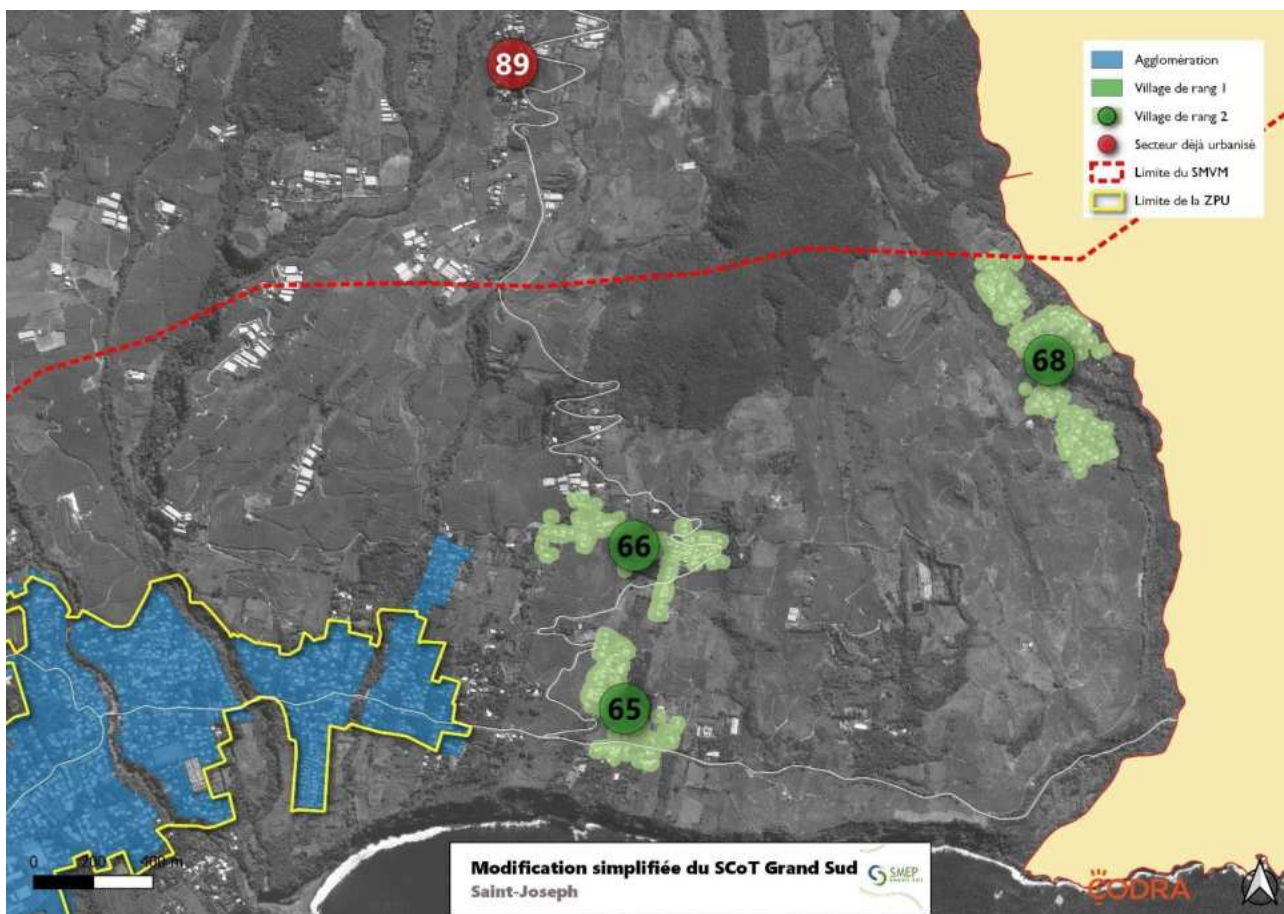 89
Agglomération
Village de rang 1
Village de rang 2
Secteur déjà urbanisé
Limite du SMVM
Limite de la ZPU
68
66
65
0 200 400 m
Modification simplifiée du SCoT Grand Sud
Saint-Joseph
SMEP
CODRA